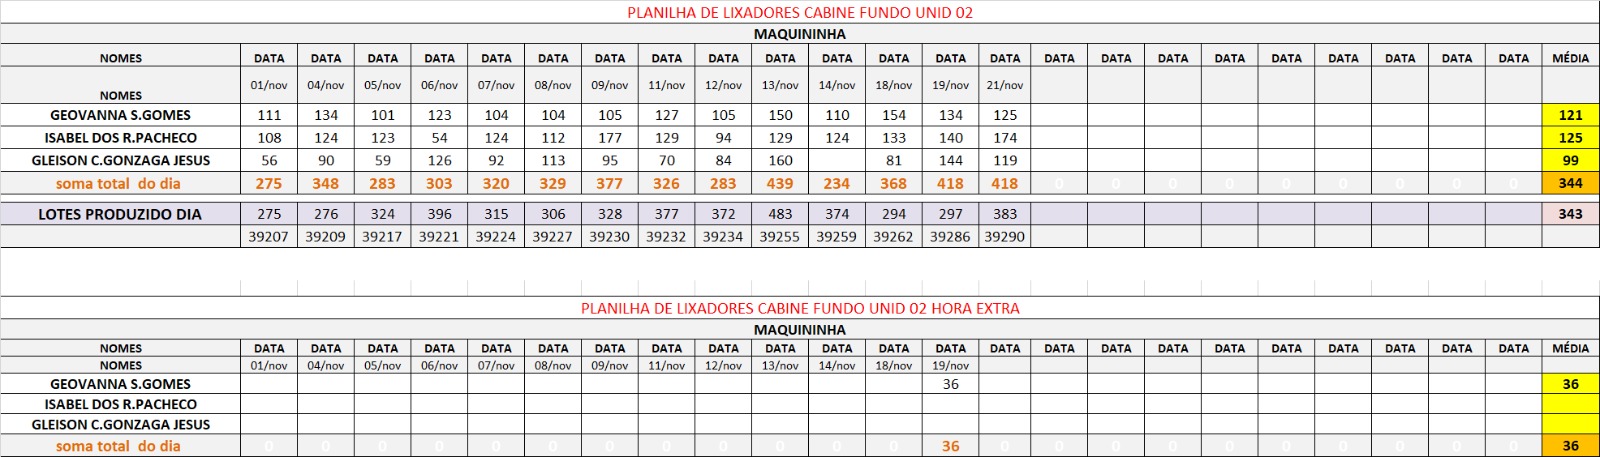 PLANILHA DE LIXADORES CABINE FUNDO UNID 02
MAQUININHA
NOMES DATA DATA DATA DATA DATA DATA DATA DATA DATA DATA DATA DATA DATA DATA DATA DATA DATA DATA DATA DATA DATA DATA DATA MÉDIA
NOMES 01/nov 04/nov 05/nov 06/nov 07/nov 08/nov 09/nov 11/nov 12/nov 13/nov 14/nov 18/nov 19/nov 21/nov
GEOVANNA S.GOMES 111 134 101 123 104 104 105 127 105 150 110 154 134 125 121
ISABEL DOS R.PACHECO 108 124 123 54 124 112 177 129 94 129 124 133 140 174 125
GLEISON C.GONZAGA JESUS 56 90 59 126 92 113 95 70 84 160 81 144 119 99
soma total do dia 275 348 283 303 320 329 377 326 283 439 234 368 418 418 0 0 0 0 0 0 0 0 0 344
LOTES PRODUZIDO DIA 275 276 324 396 315 306 328 377 372 483 374 294 297 383 343
39207 39209 39217 39221 39224 39227 39230 39232 39234 39255 39259 39262 39286 39290
PLANILHA DE LIXADORES CABINE FUNDO UNID 02 HORA EXTRA
MAQUININHA
NOMES DATA DATA DATA DATA DATA DATA DATA DATA DATA DATA DATA DATA DATA DATA DATA DATA DATA DATA DATA DATA DATA DATA DATA MÉDIA
NOMES 01/nov 04/nov 05/nov 06/nov 07/nov 08/nov 09/nov 11/nov 12/nov 13/nov 14/nov 18/nov 19/nov
GEOVANNA S.GOMES 36 36
ISABEL DOS R.PACHECO
GLEISON C.GONZAGA JESUS
soma total do dia 0 0 0 0 0 0 0 0 0 0 0 0 36 0 0 0 0 0 0 0 0 0 0 36